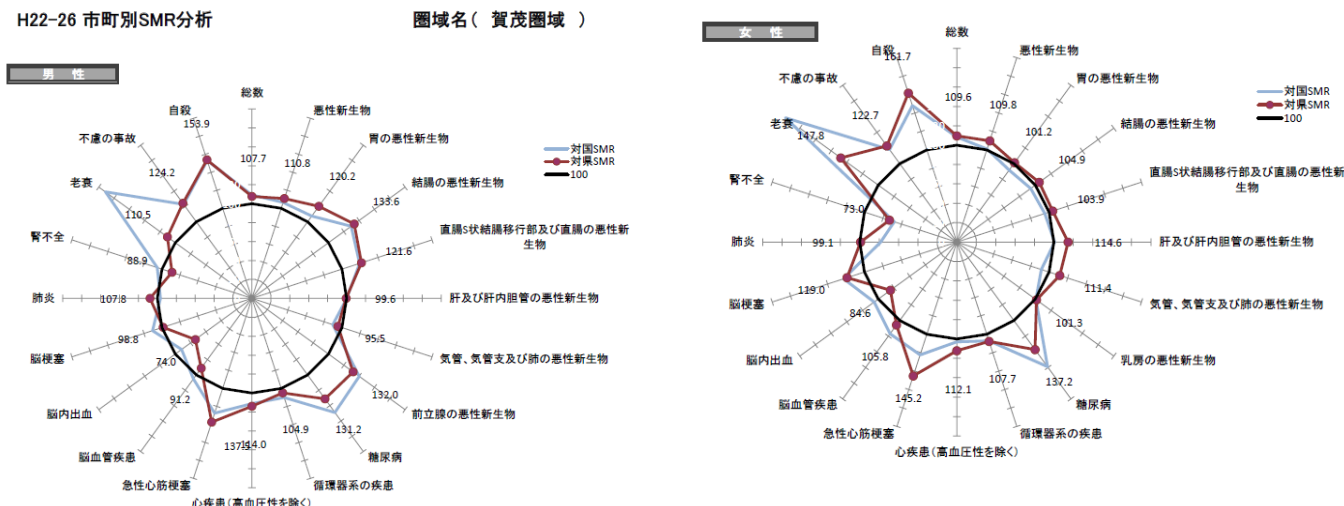 H22-26 市町別SMR分析
圏域名( 賀茂圏域 )
男 性
総数
悪性新生物
胃の悪性新生物
結腸の悪性新生物
直腸S状結腸移行部及び直腸の悪性新
生物
肝及び肝内胆管の悪性新生物
気管、気管支及び肺の悪性新生物
前立腺の悪性新生物
糖尿病
循環器系の疾患
心疾患(高血圧性を除く)
急性心筋梗塞
脳血管疾患
脳内出血
脳梗塞
肺炎
腎不全
老衰
不慮の事故
自殺
107.7
110.8
120.2
133.6
121.6
99.6
95.5
132.0
131.2
104.9
114.0
91.2
74.0
98.8
107.8
88.9
110.5
124.2
153.9
対国SMR
対県SMR
100
女 性
総数
悪性新生物
胃の悪性新生物
結腸の悪性新生物
直腸S状結腸移行部及び直腸の悪性新
生物
肝及び肝内胆管の悪性新生物
気管、気管支及び肺の悪性新生物
乳房の悪性新生物
糖尿病
循環器系の疾患
心疾患(高血圧性を除く)
急性心筋梗塞
脳血管疾患
脳内出血
脳梗塞
肺炎
腎不全
老衰
不慮の事故
自殺
109.6
109.8
101.2
104.9
103.9
114.6
111.4
101.3
137.2
107.7
112.1
145.2
105.8
84.6
119.0
99.1
73.0
147.8
122.7
161.7
対国SMR
対県SMR
100